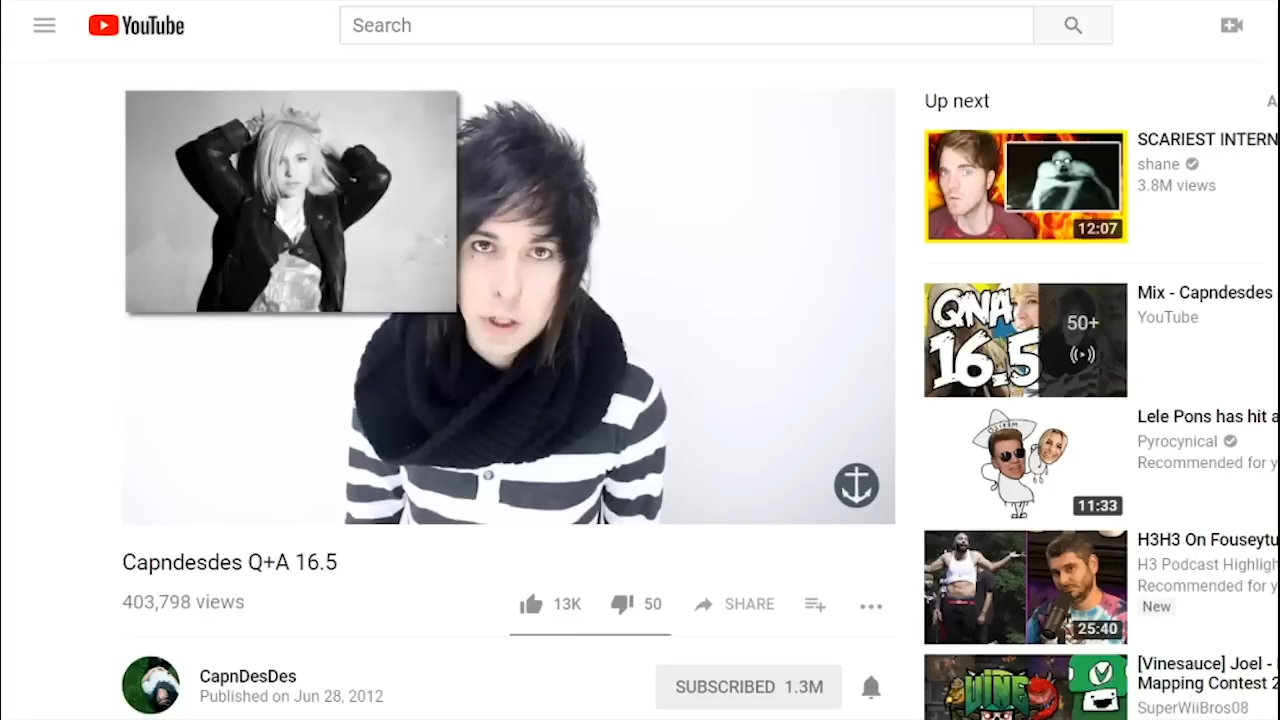 YouTube
Search
Up next
A
SCARIEST INTERN
shane
3.8M views
12:07
Mix - Capndesdes
YouTube
QNA
16.5
50+
Lele Pons has hit a
Pyrocynical
Recommended for y
11:33
H3H3 On Fouseytu
H3 Podcast Highligh
Recommended for y
New
25:40
[Vinesauce] Joel -
Mapping Contest 2
SuperWiiBros08
VINE
Capndesdes Q+A 16.5
403,798 views
13K
50
SHARE
CapnDesDes
Published on Jun 28, 2012
SUBSCRIBED 1.3M